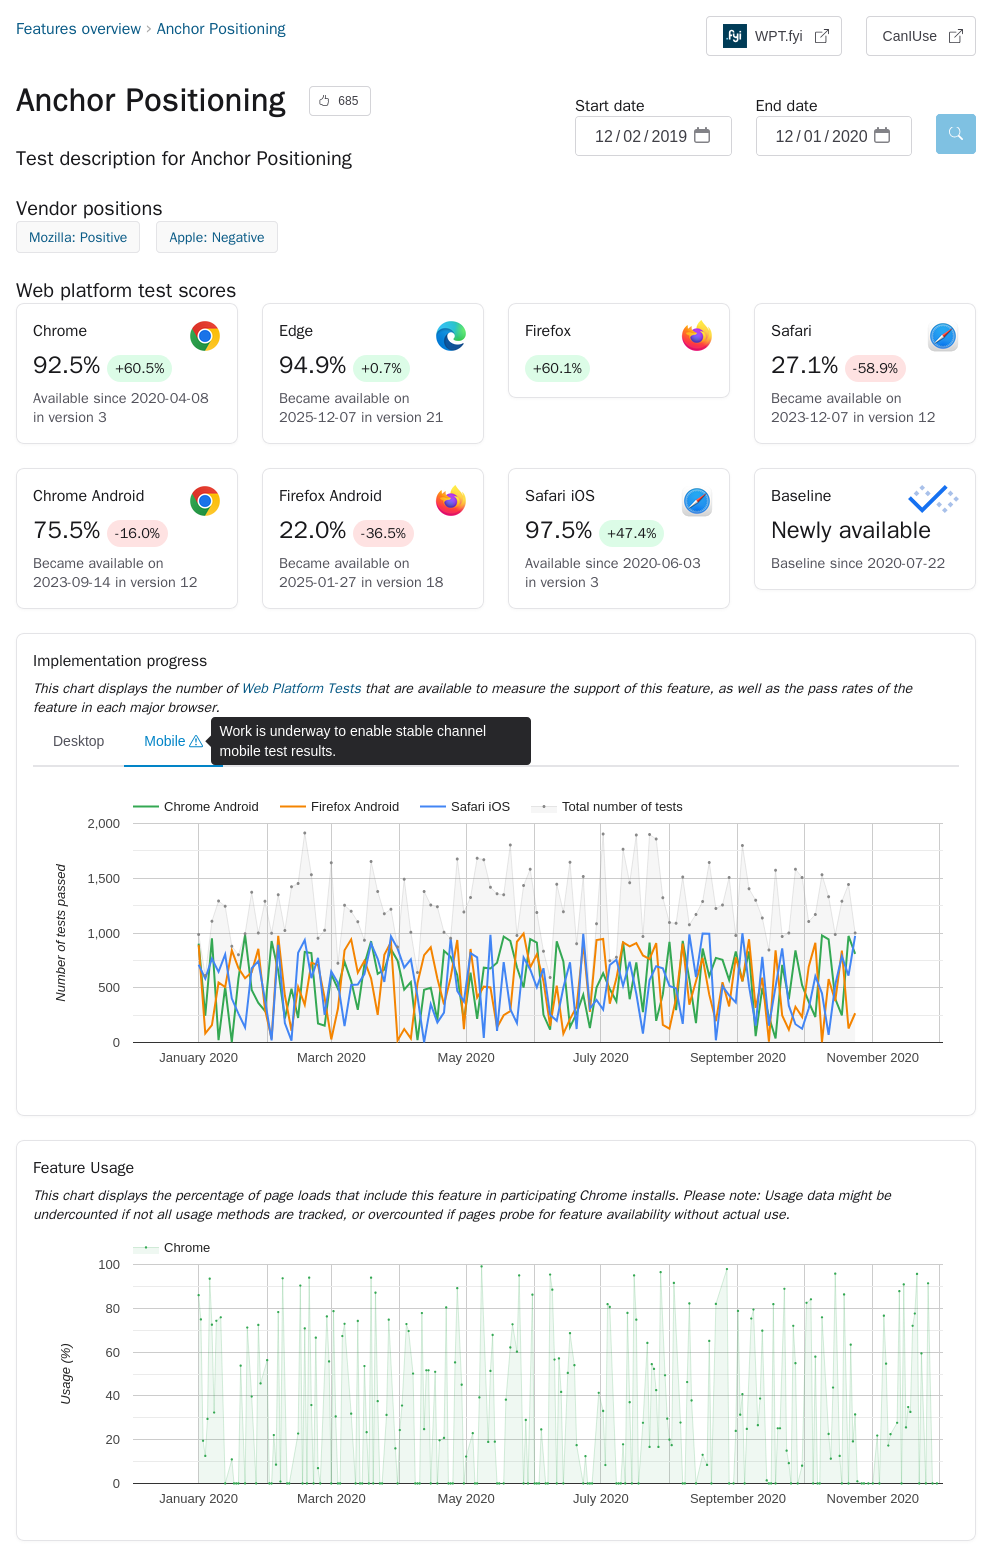 Features overview › Anchor Positioning
.fyi WPT.fyi
CanIUse
Anchor Positioning
685
Start date
12/02/2019
End date
12/01/2020
Test description for Anchor Positioning
Vendor positions
Mozilla: Positive
Apple: Negative
Web platform test scores
Chrome
92.5% +60.5%
Available since 2020-04-08
in version 3
Edge
94.9% +0.7%
Became available on
2025-12-07 in version 21
Firefox
+60.1%
Safari
27.1% -58.9%
Became available on
2023-12-07 in version 12
Chrome Android
75.5% -16.0%
Became available on
2023-09-14 in version 12
Firefox Android
22.0% -36.5%
Became available on
2025-01-27 in version 18
Safari iOS
97.5% +47.4%
Available since 2020-06-03
in version 3
Baseline
Newly available
Baseline since 2020-07-22
Implementation progress
This chart displays the number of Web Platform Tests that are available to measure the support of this feature, as well as the pass rates of the
feature in each major browser.
Desktop
Mobile
Work is underway to enable stable channel
mobile test results.
Chrome Android
Firefox Android
Safari iOS
Total number of tests
Number of tests passed
2,000
1,500
1,000
500
0
January 2020
March 2020
May 2020
July 2020
September 2020
November 2020
Feature Usage
This chart displays the percentage of page loads that include this feature in participating Chrome installs. Please note: Usage data might be
undercounted if not all usage methods are tracked, or overcounted if pages probe for feature availability without actual use.
Chrome
Usage (%)
100
80
60
40
20
0
January 2020
March 2020
May 2020
July 2020
September 2020
November 2020